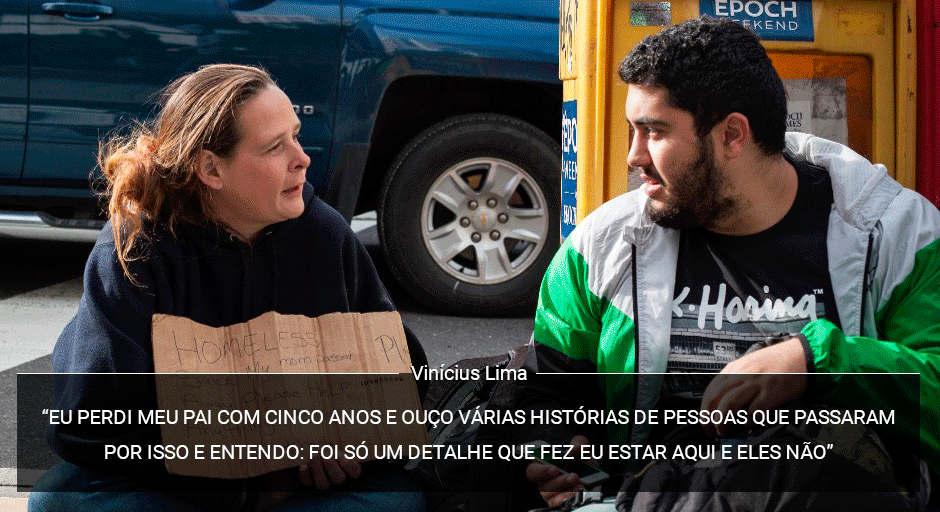 EPOCH
WEEKEND
HOMELESS
My mom passed
Please HELP
K-Hosing™
Vinícius Lima
“EU PERDI MEU PAI COM CINCO ANOS E OUÇO VÁRIAS HISTÓRIAS DE PESSOAS QUE PASSARAM
POR ISSO E ENTENDO: FOI SÓ UM DETALHE QUE FEZ EU ESTAR AQUI E ELES NÃO”